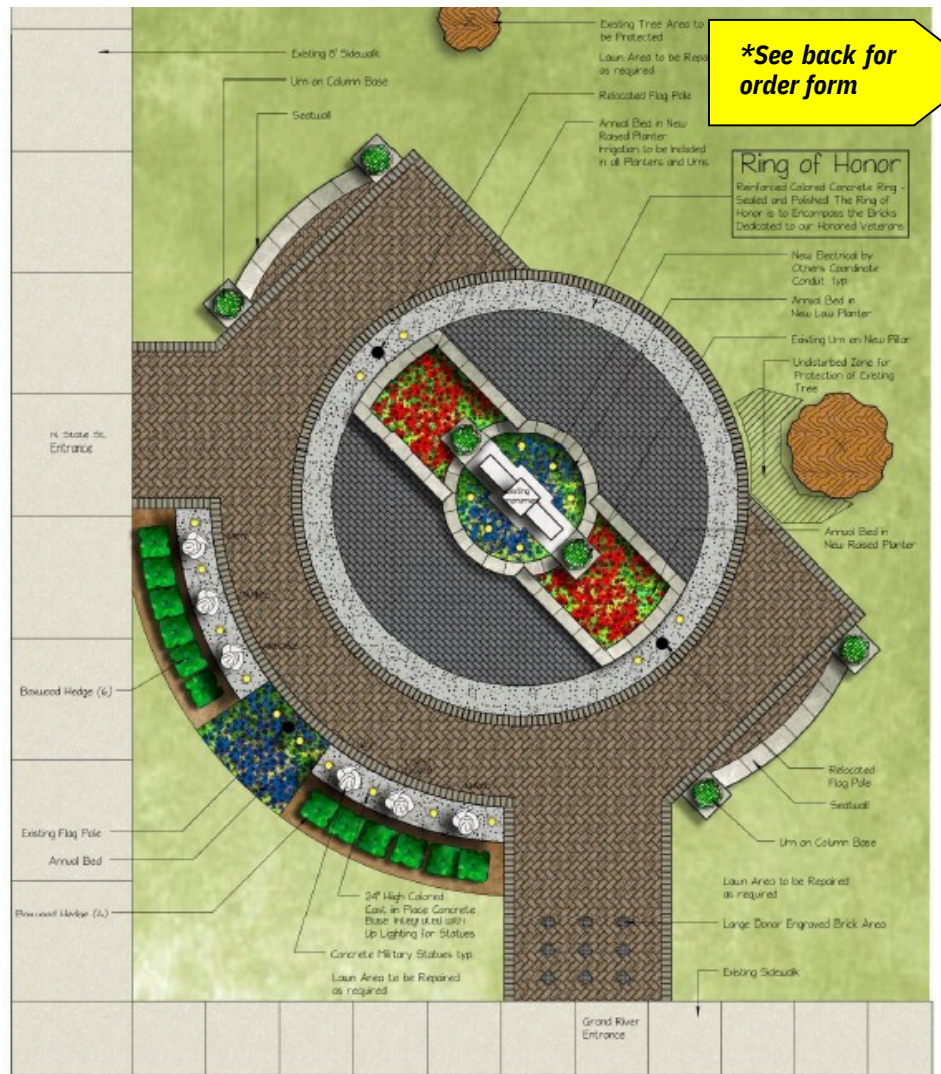 *See back for
order form
Existing Tree Area to
be Protected
Lawn Area to be Repaired
as required
Relocated Flag Pole
Annual Bed in New
Raised Planter
Irrigation to be Included
in all Planters and Urns
Existing 8' Sidewalk
Urn on Column Base
Seatwall
Ring of Honor
Reinforced Colored Concrete Ring -
Sealed and Polished. The Ring of
Honor is to Encompass the Bricks
Dedicated to our Honored Veterans
New Electrical by
Others Coordinate
Conduit typ.
Annual Bed in
New Low Planter
Existing Urn on New Pillar
Undisturbed Zone for
Protection of Existing
Tree
N. State St.
Entrance
Existing
Annual Bed in
New Raised Planter
Boxwood Hedge (6)
Relocated
Flag Pole
Seatwall
Existing Flag Pole
Urn on Column Base
Annual Bed
Boxwood Hedge (6)
24" High Colored
Cast in Place Concrete
Base Integrated with
Up Lighting for Statues
Lawn Area to be Repaired
as required
Large Donor Engraved Brick Area
Concrete Military Statues typ.
Lawn Area to be Repaired
as required
Existing Sidewalk
Grand River
Entrance